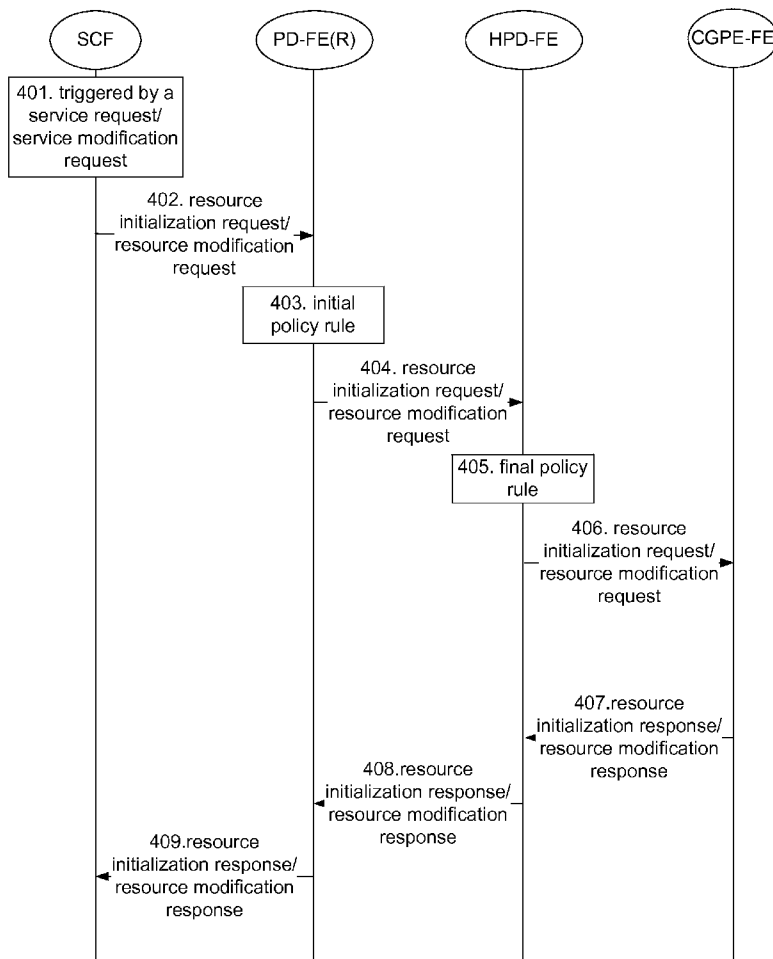 SCF
PD-FE(R)
HPD-FE
CGPE-FE
401. triggered by a
service request/
service modification
request
402. resource
initialization request/
resource modification
request
403. initial
policy rule
404. resource
initialization request/
resource modification
request
405. final policy
rule
406. resource
initialization request/
resource modification
request
407.resource
initialization response/
resource modification
response
408.resource
initialization response/
resource modification
response
409.resource
initialization response/
resource modification
response